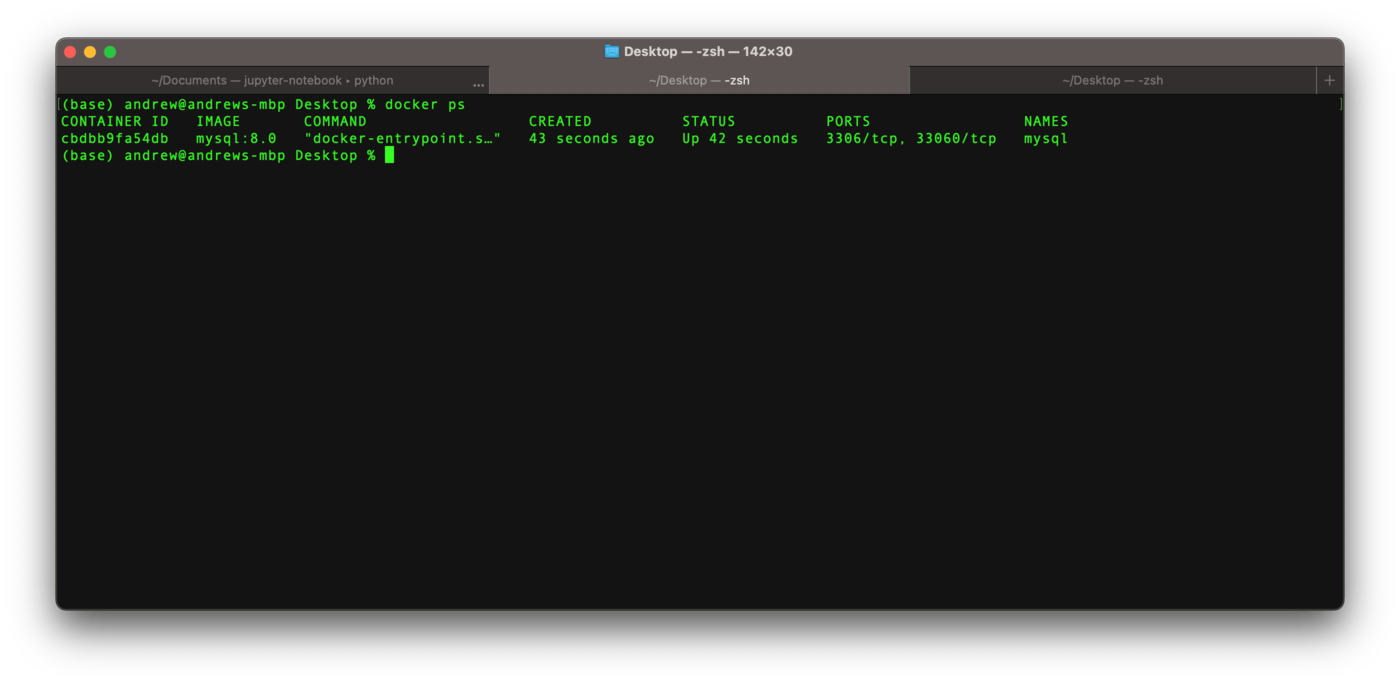 Desktop — -zsh — 142×30
~/Documents — jupyter-notebook ▸ python ... ~/Desktop — -zsh ~/Desktop — -zsh +
[(base) andrew@andrews-mbp Desktop % docker ps ]
CONTAINER ID IMAGE COMMAND CREATED STATUS PORTS NAMES
cbdbb9fa54db mysql:8.0 "docker-entrypoint.s…" 43 seconds ago Up 42 seconds 3306/tcp, 33060/tcp mysql
(base) andrew@andrews-mbp Desktop %